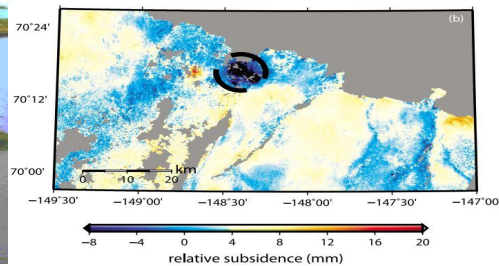 (b)
70°24'
70°12'
70°00'
km
0 10 20
−149°30' −149°00' −148°30' −148°00' −147°30' −147°00'
−8 −4 0 4 8 12 16 20
relative subsidence (mm)